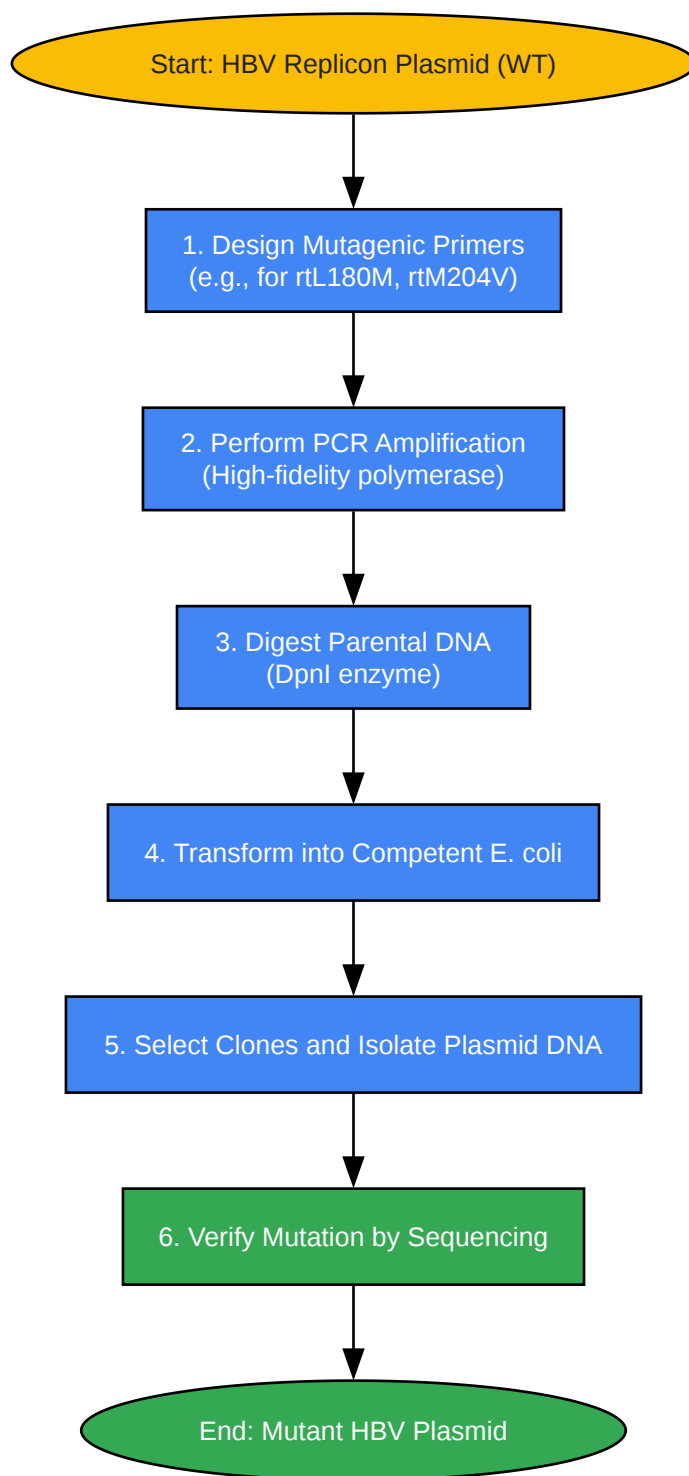 Start: HBV Replicon Plasmid (WT)
1. Design Mutagenic Primers
(e.g., for rtL180M, rtM204V)
2. Perform PCR Amplification
(High-fidelity polymerase)
3. Digest Parental DNA
(DpnI enzyme)
4. Transform into Competent E. coli
5. Select Clones and Isolate Plasmid DNA
6. Verify Mutation by Sequencing
End: Mutant HBV Plasmid